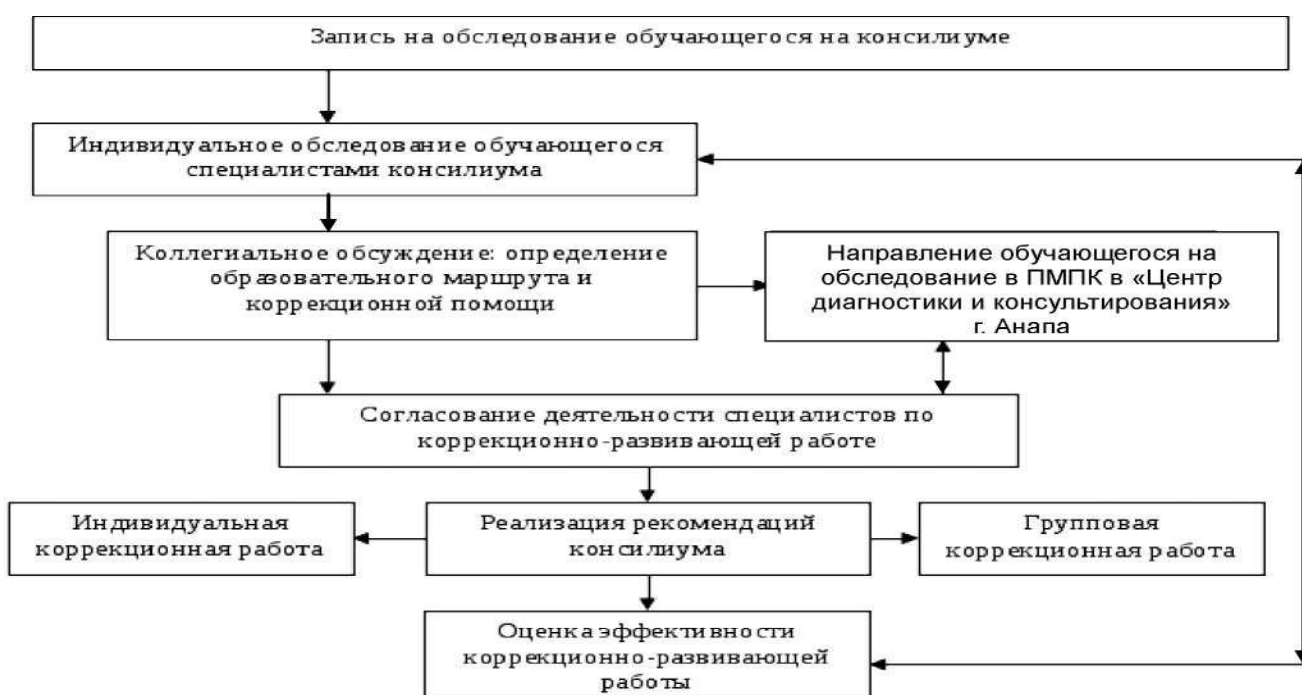 Запись на обследование обучающегося на консилиуме
Индивидуальное обследование обучающегося
специалистами консилиума
Коллегиальное обсуждение: определение
образовательного маршрута и
коррекционной помощи
Направление обучающегося на
обследование в ПМПК в «Центр
диагностики и консультирования»
г. Анапа
Согласование деятельности специалистов по
коррекционно-развивающей работе
Индивидуальная
коррекционная работа
Реализация рекомендаций
консилиума
Групповая
коррекционная работа
Оценка эффективности
коррекционно-развивающей
работы